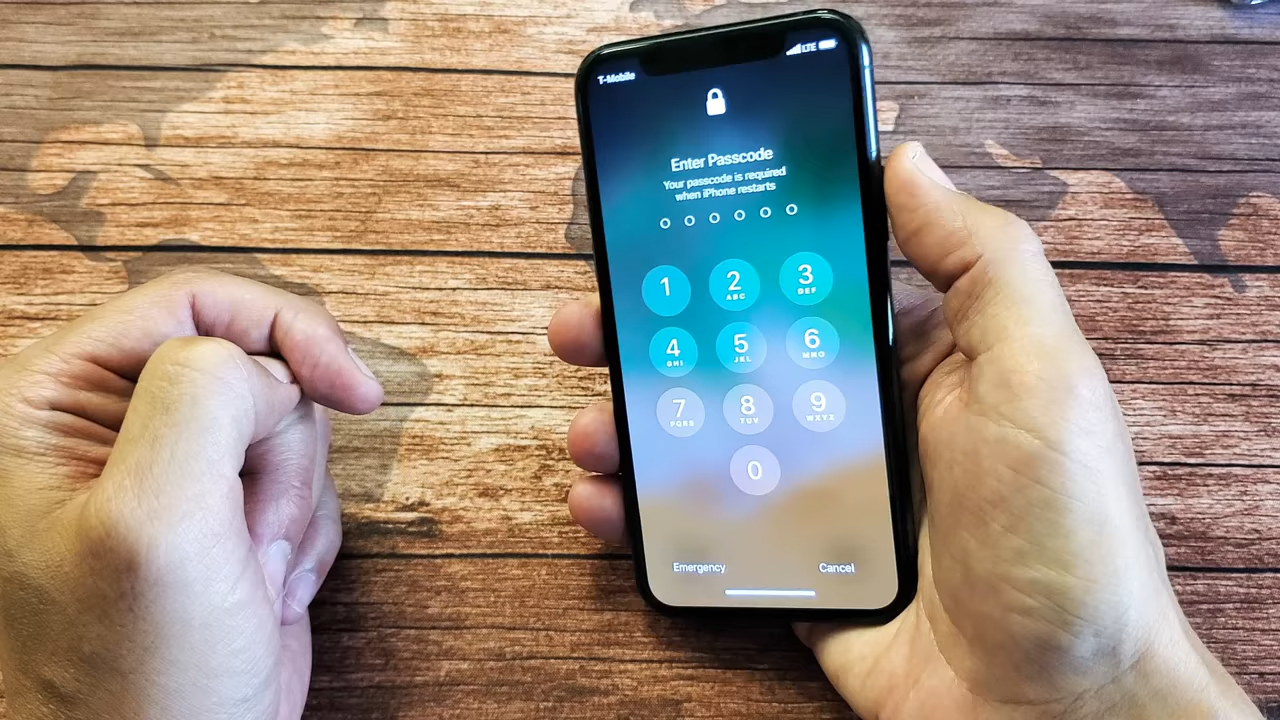 T-Mobile LTE
Enter Passcode
Your passcode is required
when iPhone restarts
1 2 3
ABC DEF
4 5 6
GHI JKL MNO
7 8 9
PQRS TUV WXYZ
0
Emergency Cancel